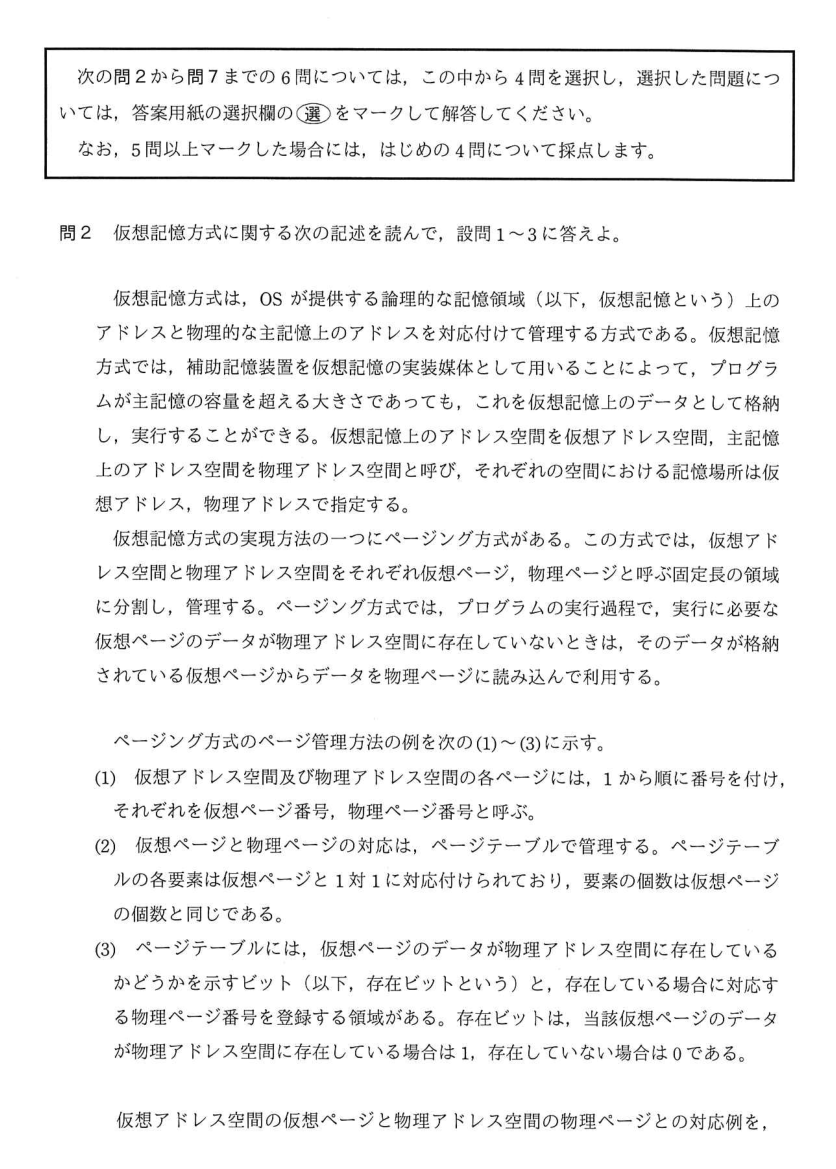 次の問2から問7までの6問については，この中から4問を選択し，選択した問題につ
いては，答案用紙の選択欄の選をマークして解答してください。
なお，5問以上マークした場合には，はじめの4問について採点します。
問2 仮想記憶方式に関する次の記述を読んで，設問1～3に答えよ。
仮想記憶方式は，OS が提供する論理的な記憶領域（以下，仮想記憶という）上の
アドレスと物理的な主記憶上のアドレスを対応付けて管理する方式である。仮想記憶
方式では，補助記憶装置を仮想記憶の実装媒体として用いることによって，プログラ
ムが主記憶の容量を超える大きさであっても，これを仮想記憶上のデータとして格納
し，実行することができる。仮想記憶上のアドレス空間を仮想アドレス空間，主記憶
上のアドレス空間を物理アドレス空間と呼び，それぞれの空間における記憶場所は仮
想アドレス，物理アドレスで指定する。
仮想記憶方式の実現方法の一つにページング方式がある。この方式では，仮想アド
レス空間と物理アドレス空間をそれぞれ仮想ページ，物理ページと呼ぶ固定長の領域
に分割し，管理する。ページング方式では，プログラムの実行過程で，実行に必要な
仮想ページのデータが物理アドレス空間に存在していないときは，そのデータが格納
されている仮想ページからデータを物理ページに読み込んで利用する。
ページング方式のページ管理方法の例を次の(1)～(3)に示す。
(1) 仮想アドレス空間及び物理アドレス空間の各ページには，1から順に番号を付け，
それぞれを仮想ページ番号，物理ページ番号と呼ぶ。
(2) 仮想ページと物理ページの対応は，ページテーブルで管理する。ページテーブ
ルの各要素は仮想ページと1対1に対応付けられており，要素の個数は仮想ページ
の個数と同じである。
(3) ページテーブルには，仮想ページのデータが物理アドレス空間に存在している
かどうかを示すビット（以下，存在ビットという）と，存在している場合に対応す
る物理ページ番号を登録する領域がある。存在ビットは，当該仮想ページのデータ
が物理アドレス空間に存在している場合は1，存在していない場合は0である。
仮想アドレス空間の仮想ページと物理アドレス空間の物理ページとの対応例を，